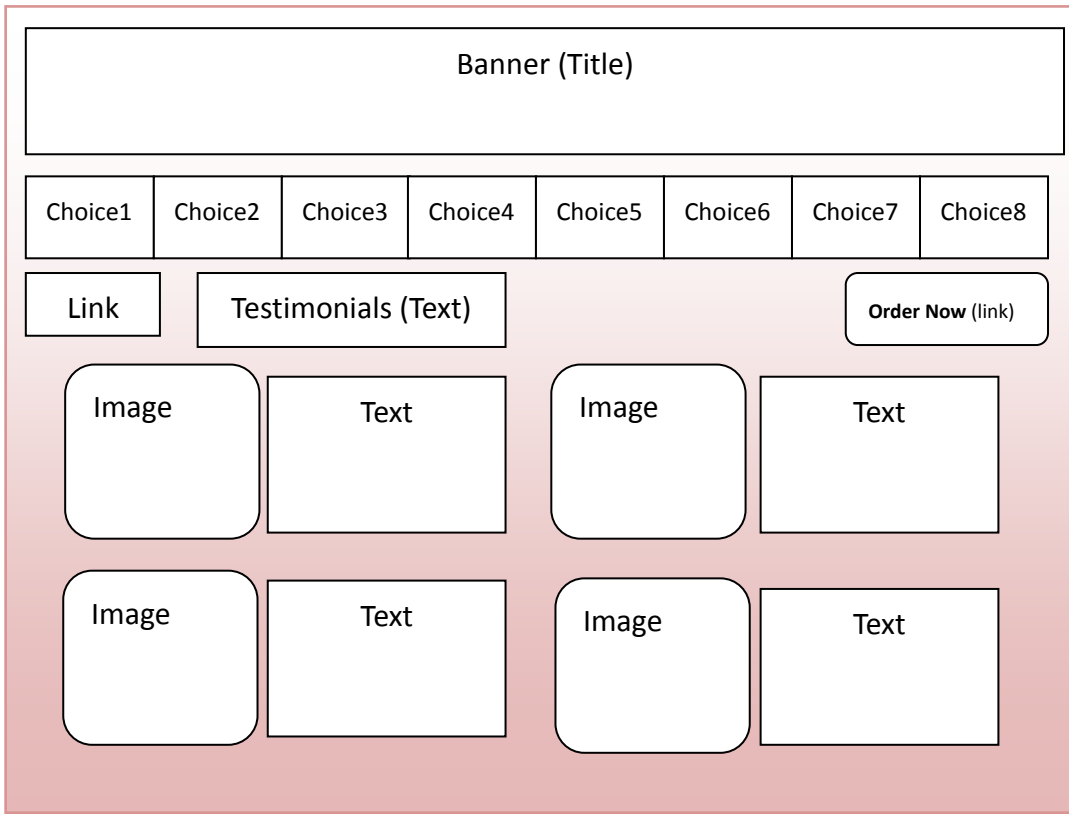 Banner (Title)
Choice1 Choice2 Choice3 Choice4 Choice5 Choice6 Choice7 Choice8
Link Testimonials (Text) Order Now (link)
Image Text Image Text
Image Text Image Text